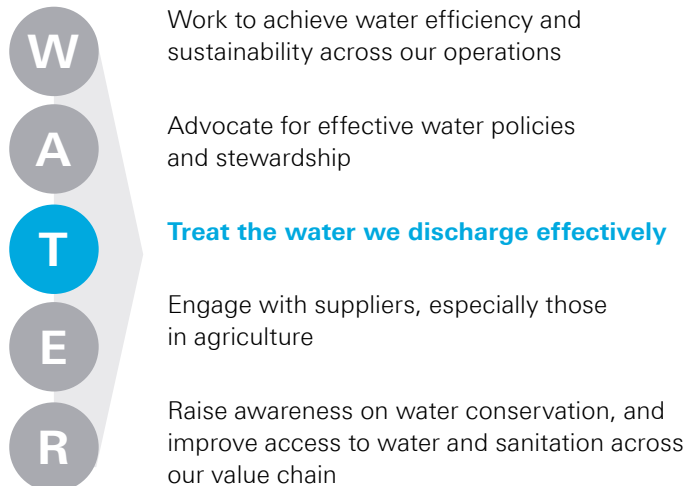 W
Work to achieve water efficiency and
sustainability across our operations
A
Advocate for effective water policies
and stewardship
T
Treat the water we discharge effectively
E
Engage with suppliers, especially those
in agriculture
R
Raise awareness on water conservation, and
improve access to water and sanitation across
our value chain